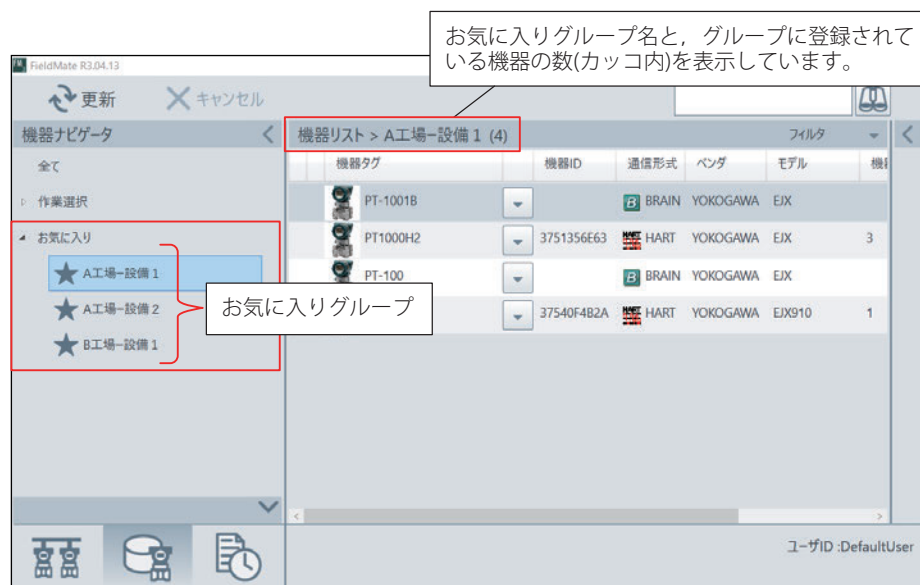 お気に入りグループ名と，グループに登録されて
いる機器の数(カッコ内)を表示しています。
FieldMate R3.04.13
更新 キャンセル
機器ナビゲータ
機器リスト > A工場-設備 1 (4) フィルタ
全て
機器タグ 機器ID 通信形式 ベンダ モデル
作業選択
PT-1001B BRAIN YOKOGAWA EJX
お気に入り
PT1000H2 3751356E63 HART YOKOGAWA EJX 3
A工場-設備 1
PT-100 BRAIN YOKOGAWA EJX
お気に入りグループ
A工場-設備 2
37540F4B2A HART YOKOGAWA EJX910 1
B工場-設備 1
ユーザID :DefaultUser